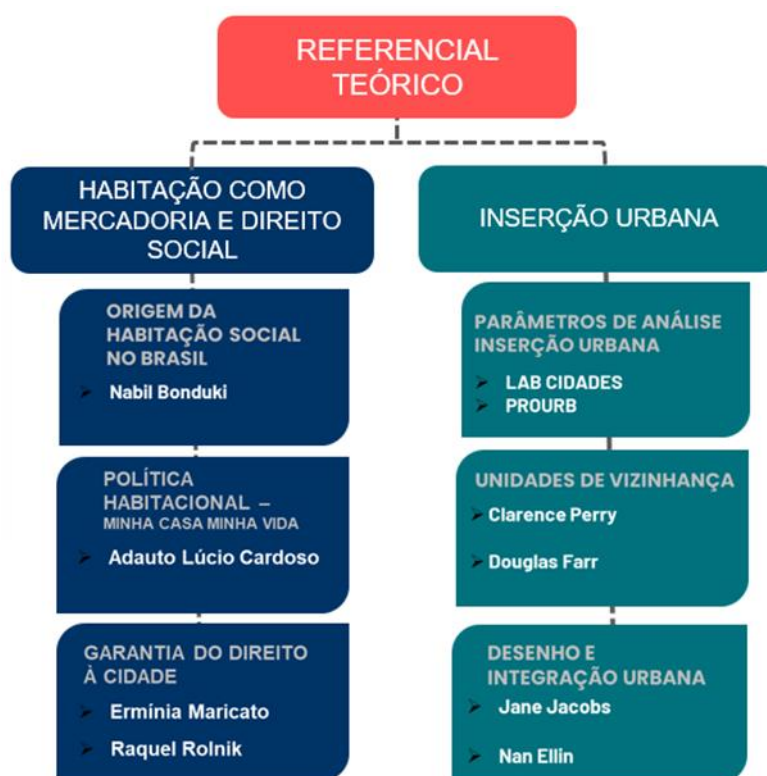 REFERENCIAL
TEÓRICO
HABITAÇÃO COMO
MERCADORIA E DIREITO
SOCIAL
ORIGEM DA
HABITAÇÃO SOCIAL
NO BRASIL
Nabil Bonduki
POLÍTICA
HABITACIONAL –
MINHA CASA MINHA VIDA
Adauto Lúcio Cardoso
GARANTIA DO DIREITO
À CIDADE
Ermínia Maricato
Raquel Rolnik
INSERÇÃO URBANA
PARÂMETROS DE ANÁLISE
INSERÇÃO URBANA
LAB CIDADES
PROURB
UNIDADES DE VIZINHANÇA
Clarence Perry
Douglas Farr
DESENHO E
INTEGRAÇÃO URBANA
Jane Jacobs
Nan Ellin